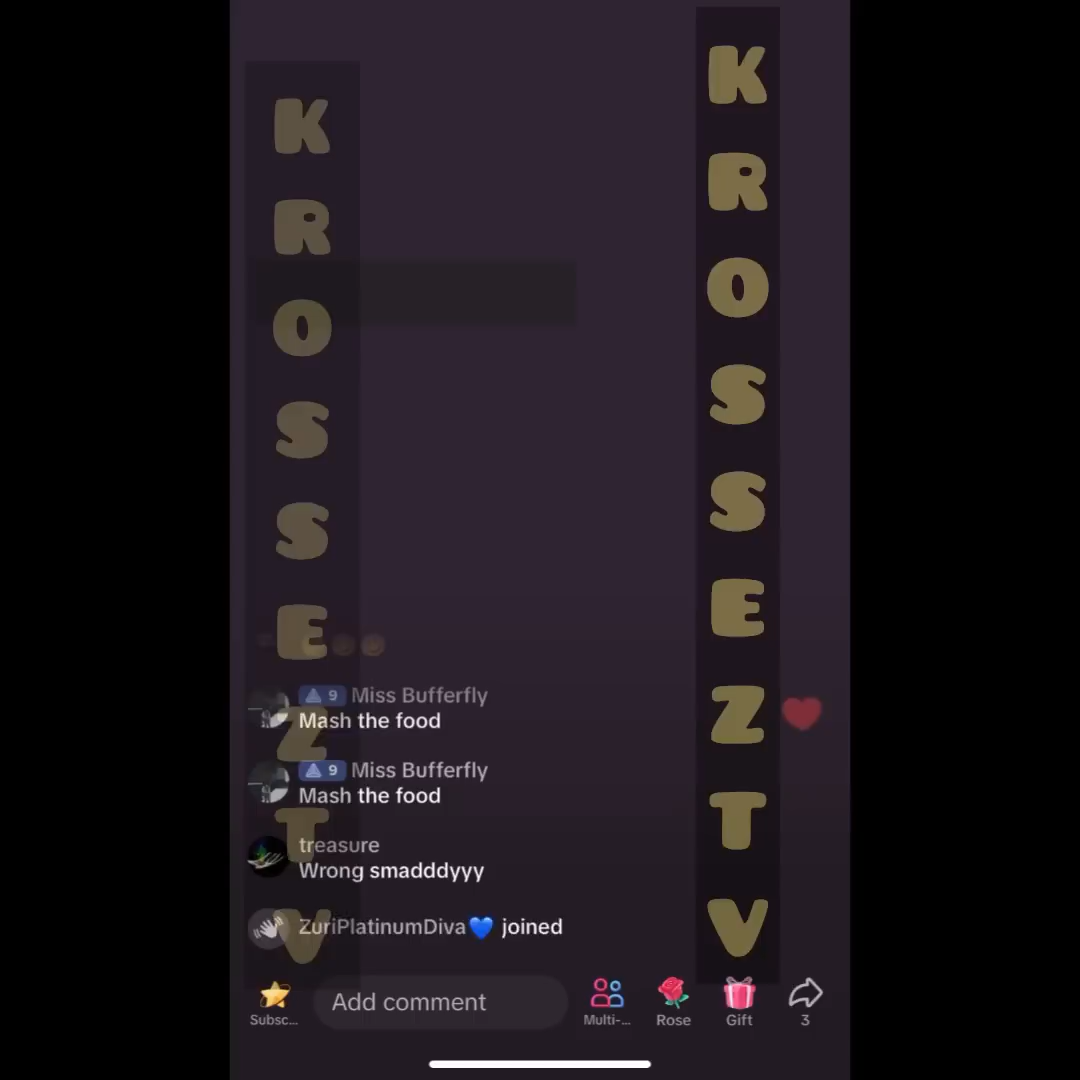 KROSSEZTV
KROSSEZTV
9 Miss Bufferfly
Mash the food
9 Miss Bufferfly
Mash the food
treasure
Wrong smadddyyy
ZuriPlatinumDiva💙 joined
Subsc...
Add comment
Multi-...
Rose
Gift
3